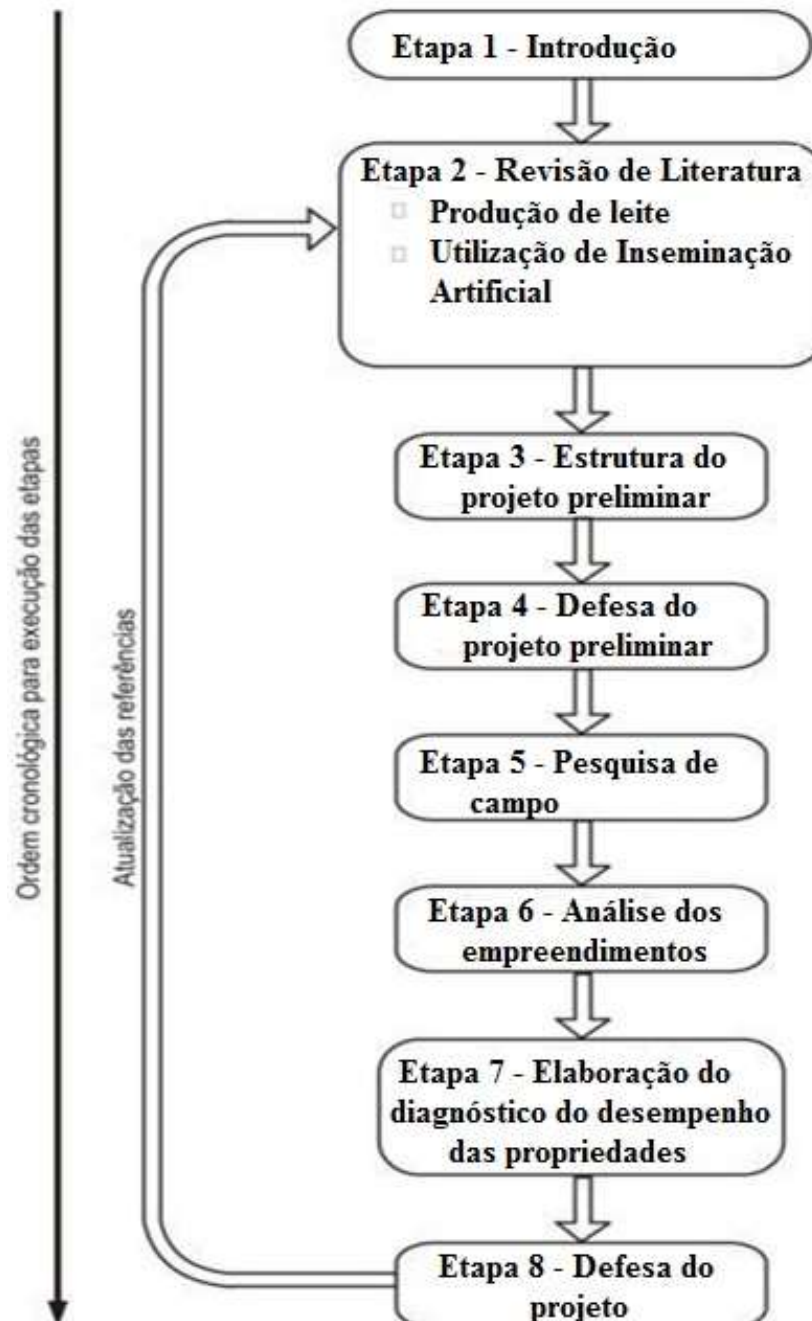 Etapa 1 - Introdução
Etapa 2 - Revisão de Literatura
Produção de leite
Utilização de Inseminação
Artificial
Etapa 3 - Estrutura do
projeto preliminar
Etapa 4 - Defesa do
projeto preliminar
Etapa 5 - Pesquisa de
campo
Etapa 6 - Análise dos
empreendimentos
Etapa 7 - Elaboração do
diagnóstico do desempenho
das propriedades
Etapa 8 - Defesa do
projeto
Ordem cronológica para execução das etapas
Atualização das referências